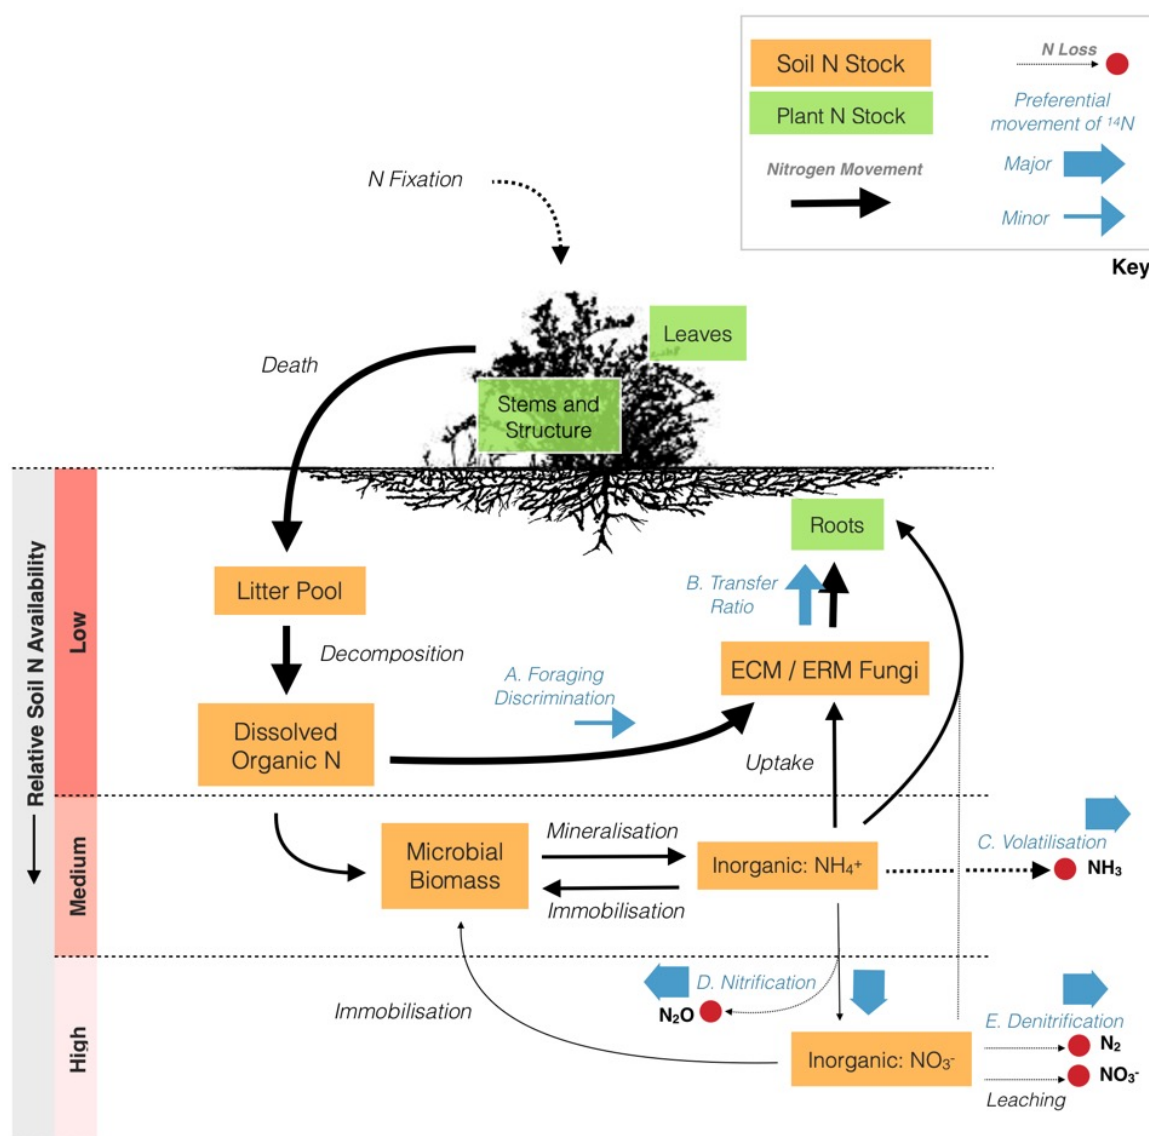 Soil N Stock
N Loss
Plant N Stock
Preferential
movement of ¹⁴N
Nitrogen Movement
Major
Minor
Key
N Fixation
Leaves
Death
Stems and
Structure
Relative Soil N Availability
Low
Roots
Litter Pool
B. Transfer
Ratio
Decomposition
A. Foraging
Discrimination
ECM / ERM Fungi
Dissolved
Organic N
Uptake
Medium
Mineralisation
Microbial
Biomass
Inorganic: NH₄⁺
C. Volatilisation
NH₃
Immobilisation
High
D. Nitrification
N₂O
Immobilisation
E. Denitrification
Inorganic: NO₃⁻
N₂
NO₃⁻
Leaching